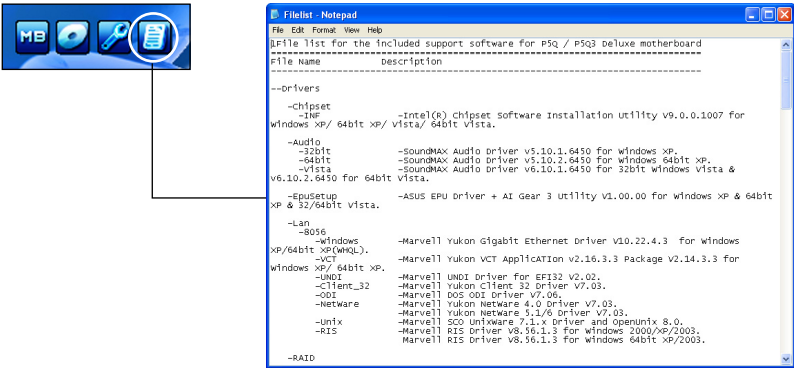 MB
Filelist - Notepad
File Edit Format View Help
1File list for the included support software for P5Q / P5Q3 Deluxe motherboard
================================================================================
File Name Description
--------------------------------------------------------------------------------
--Drivers
-Chipset
-INF -Intel(R) Chipset Software Installation Utility V9.0.0.1007 for
Windows XP/ 64bit XP/ Vista/ 64bit Vista.
-Audio
-32bit -SoundMAX Audio Driver v5.10.1.6450 for Windows XP.
-64bit -SoundMAX Audio Driver v5.10.2.6450 for Windows 64bit XP.
-Vista -SoundMAX Audio Driver v6.10.1.6450 for 32bit Windows Vista &
v6.10.2.6450 for 64bit Vista.
-EpuSetup -ASUS EPU Driver + AI Gear 3 Utility V1.00.00 for Windows XP & 64bit
XP & 32/64bit Vista.
-Lan
-8056
-Windows -Marvell Yukon Gigabit Ethernet Driver V10.22.4.3 for Windows
XP/64bit XP(WHQL).
-VCT -Marvell Yukon VCT ApplicATIon v2.16.3.3 Package v2.14.3.3 for
Windows XP/ 64bit XP.
-UNDI -Marvell UNDI Driver for EFI32 V2.02.
-Client_32 -Marvell Yukon Client 32 Driver V7.03.
-ODI -Marvell DOS ODI Driver V7.06.
-NetWare -Marvell Yukon NetWare 4.0 Driver V7.03.
-Marvell Yukon NetWare 5.1/6 Driver V7.03.
-Unix -Marvell SCO UnixWare 7.1.x Driver and OpenUnix 8.0.
-RIS -Marvell RIS Driver V8.56.1.3 for Windows 2000/XP/2003.
Marvell RIS Driver V8.56.1.3 for Windows 64bit XP/2003.
-RAID